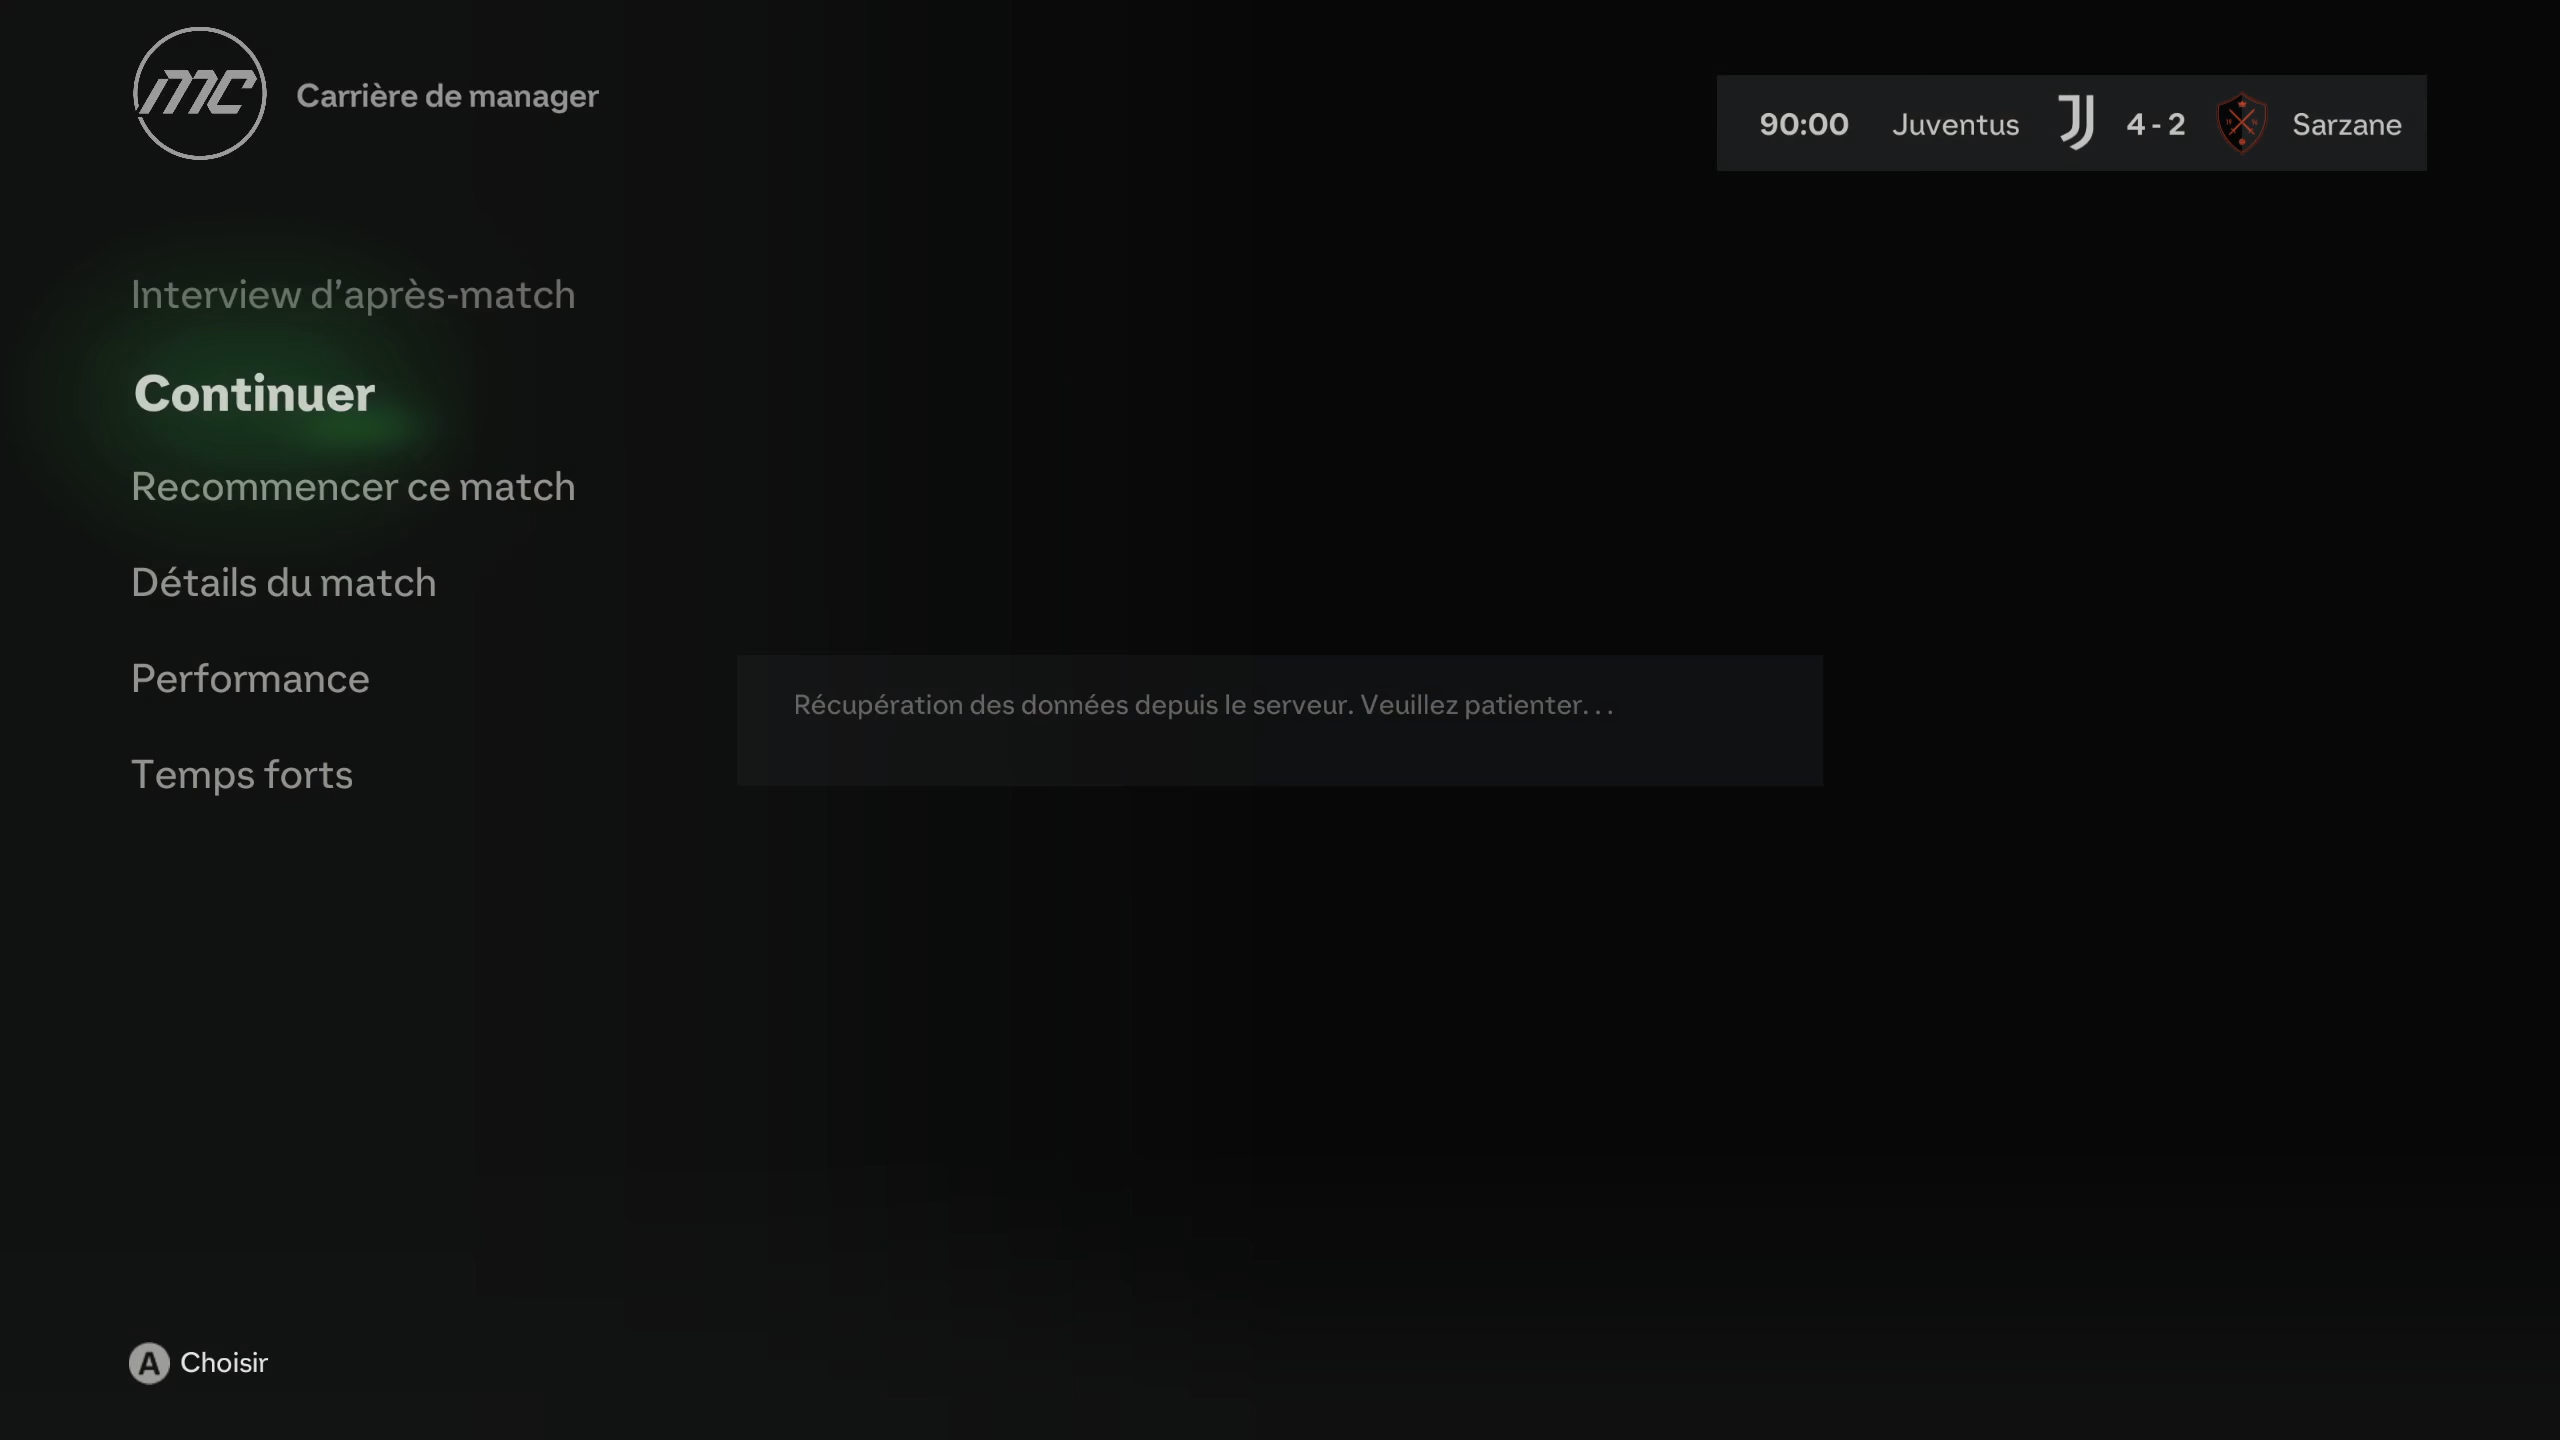 MC
Carrière de manager
90:00 Juventus 4 - 2 Sarzane
Interview d’après-match
Continuer
Recommencer ce match
Détails du match
Performance
Temps forts
Récupération des données depuis le serveur. Veuillez patienter...
A Choisir